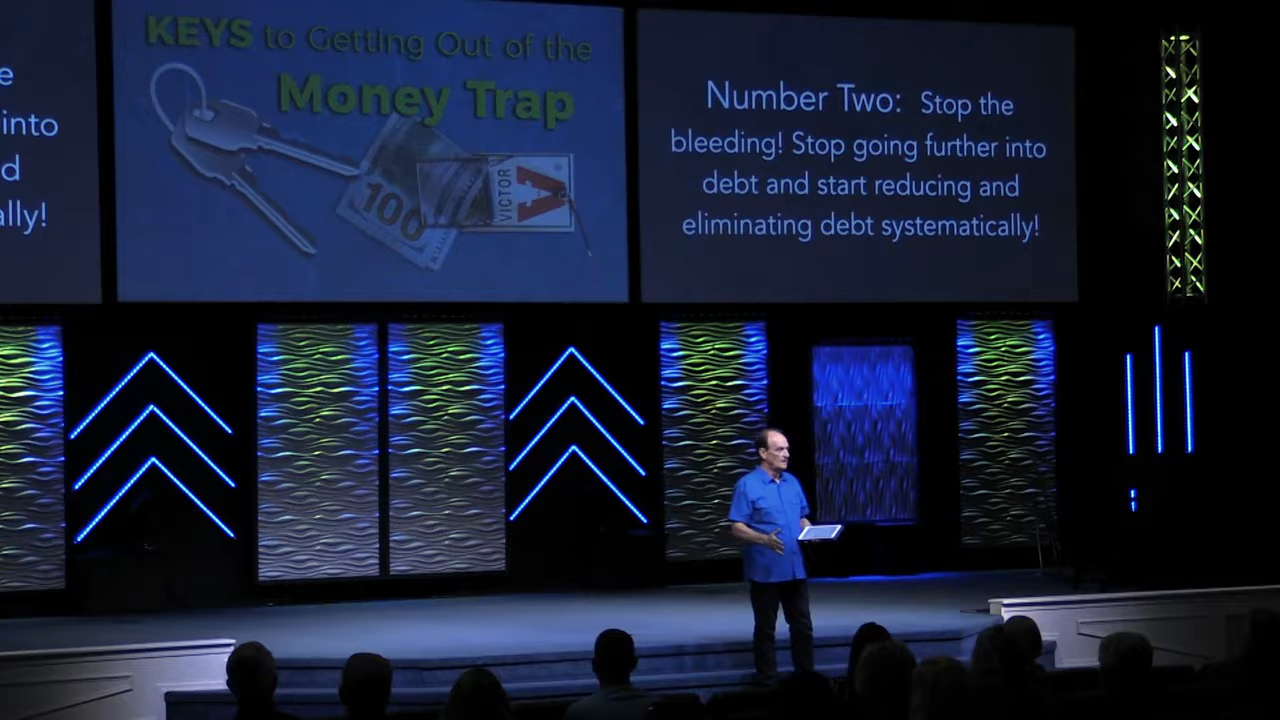 e
into
d
ally!
KEYS to Getting Out of the
Money Trap
100
VICTOR
Number Two: Stop the
bleeding! Stop going further into
debt and start reducing and
eliminating debt systematically!